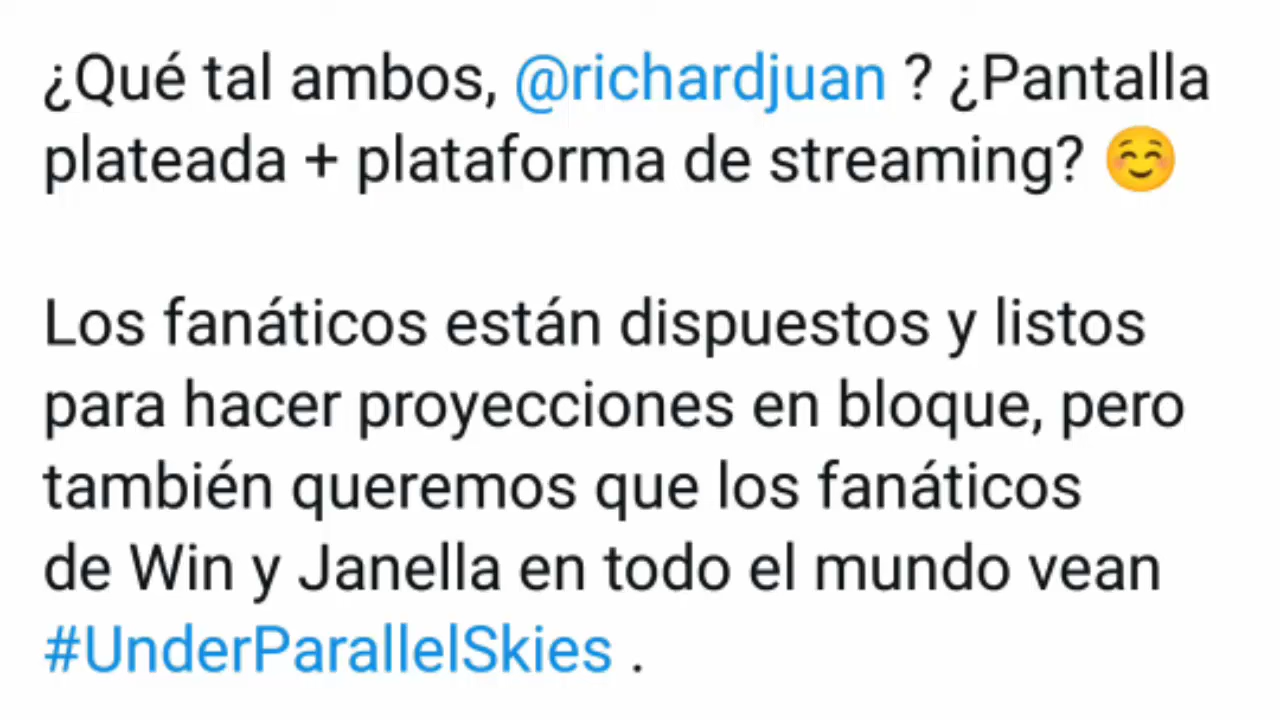 ¿Qué tal ambos, @richardjuan ? ¿Pantalla
plateada + plataforma de streaming? ☺️
Los fanáticos están dispuestos y listos
para hacer proyecciones en bloque, pero
también queremos que los fanáticos
de Win y Janella en todo el mundo vean
#UnderParallelSkies .